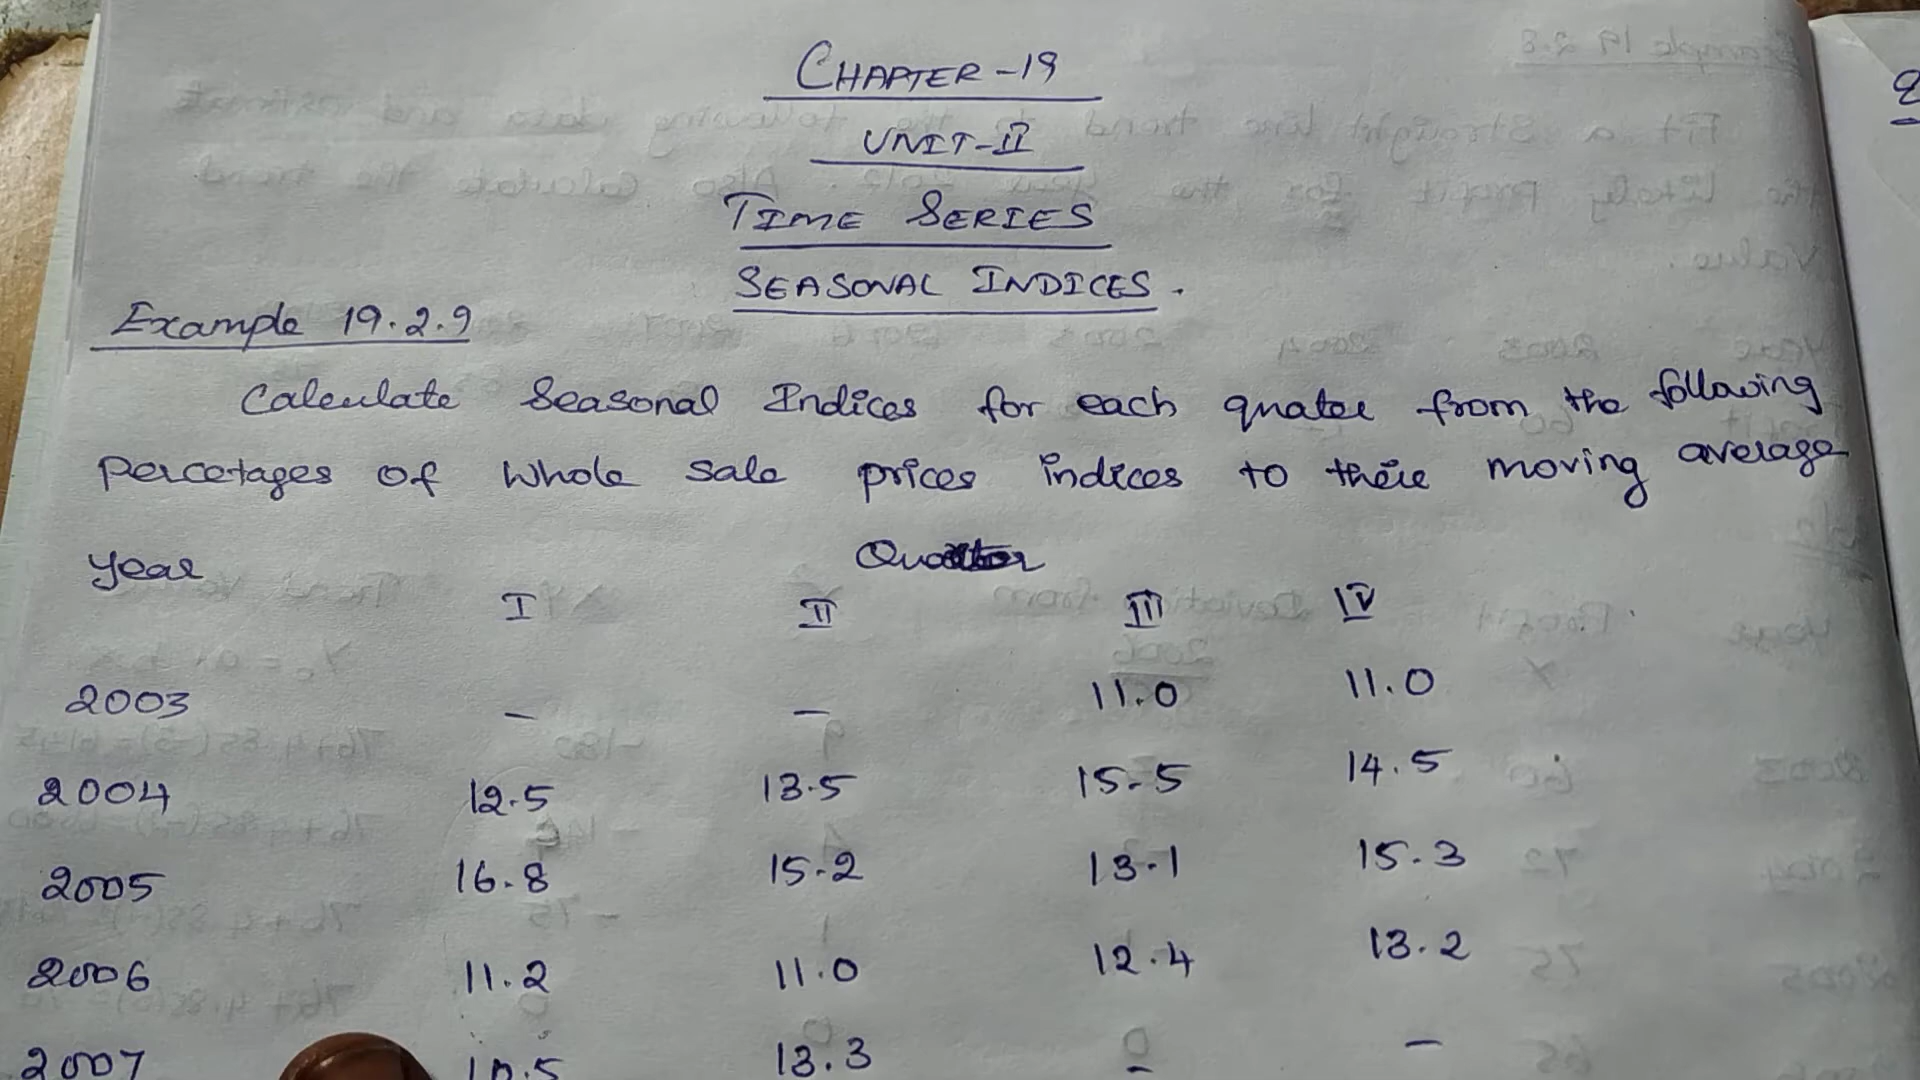 CHAPTER-19
UNIT-II
TIME SERIES
SEASONAL INDICES.
Example 19.2.9
Calculate Seasonal Indices for each quater from the following
percetages of whole sale prices indices to their moving average
year Quarter
I II III IV
2003 - - 11.0 11.0
2004 12.5 13.5 15.5 14.5
2005 16.8 15.2 13.1 15.3
2006 11.2 11.0 12.4 13.2
2007 10.5 13.3 - -